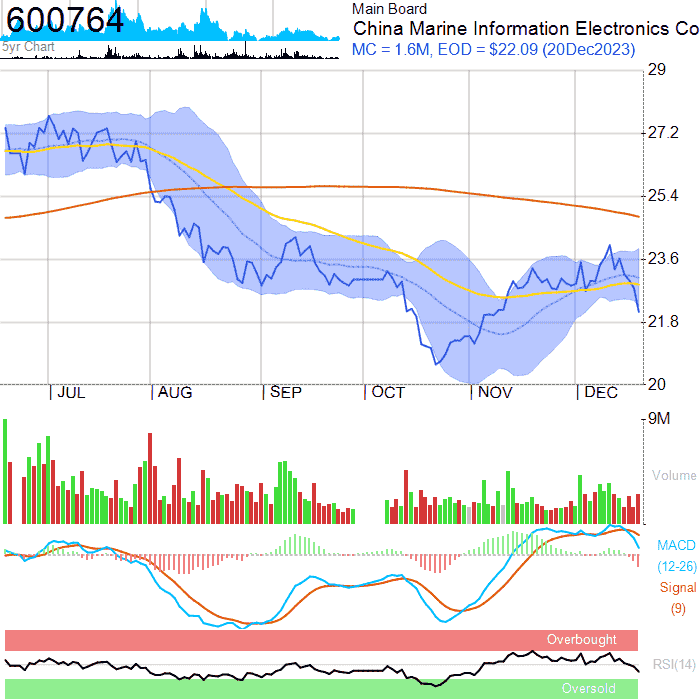 600764
5yr Chart
Main Board
China Marine Information Electronics Co
MC = 1.6M, EOD = $22.09 (20Dec2023)
29
27.2
25.4
23.6
21.8
20
JUL
AUG
SEP
OCT
NOV
DEC
9M
Volume
MACD
(12-26)
Signal
(9)
Overbought
RSI(14)
Oversold